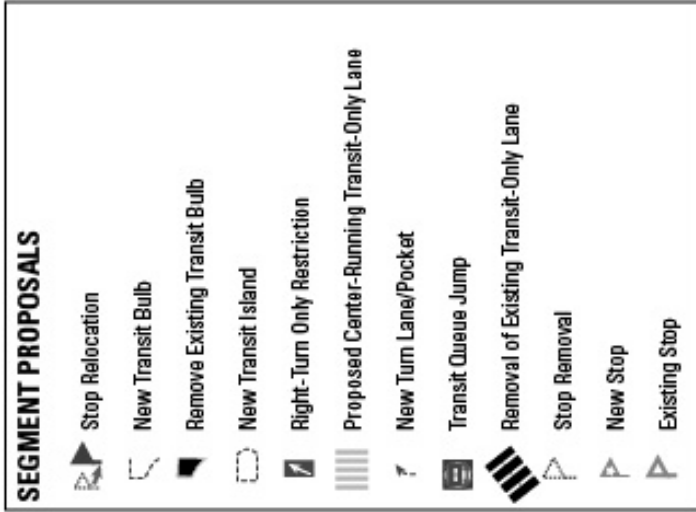 SEGMENT PROPOSALS
Stop Relocation
New Transit Bulb
Remove Existing Transit Bulb
New Transit Island
Right-Turn Only Restriction
Proposed Center-Running Transit-Only Lane
New Turn Lane/Pocket
Transit Queue Jump
Removal of Existing Transit-Only Lane
Stop Removal
New Stop
Existing Stop